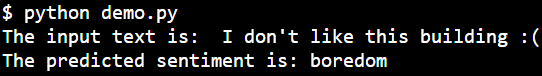 $ python demo.py
The input text is:  I don't like this building :(
The predicted sentiment is: boredom